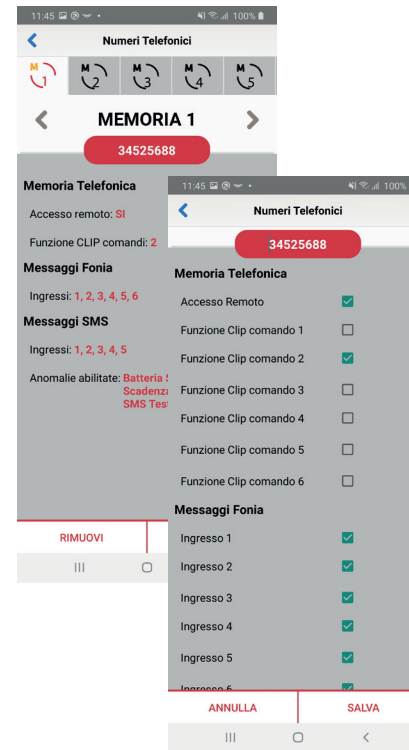 11:45 100%
Numeri Telefonici
M 1 M 2 M 3 M 4 M 5
MEMORIA 1
34525688
Memoria Telefonica
Accesso remoto: SI
Funzione CLIP comandi: 2
Messaggi Fonia
Ingressi: 1, 2, 3, 4, 5, 6
Messaggi SMS
Ingressi: 1, 2, 3, 4, 5
Anomalie abilitate: Batteria
Scadenza
SMS Test
RIMUOVI
11:45 100%
Numeri Telefonici
34525688
Memoria Telefonica
Accesso Remoto
Funzione Clip comando 1
Funzione Clip comando 2
Funzione Clip comando 3
Funzione Clip comando 4
Funzione Clip comando 5
Funzione Clip comando 6
Messaggi Fonia
Ingresso 1
Ingresso 2
Ingresso 3
Ingresso 4
Ingresso 5
Ingresso 6
ANNULLA SALVA